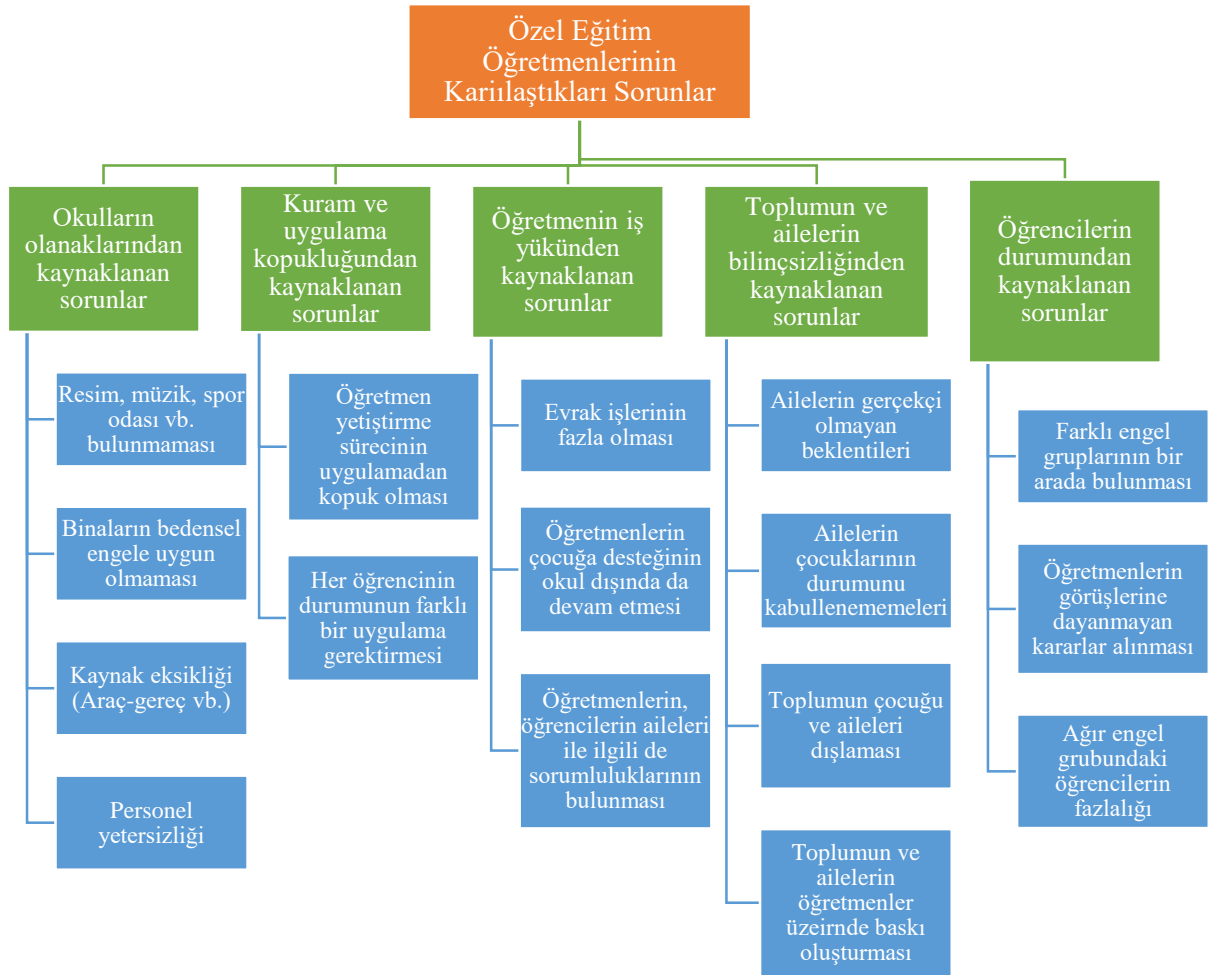 Özel Eğitim
Öğretmenlerinin
Kariılaştıkları Sorunlar
Okulların
olanaklarından
kaynaklanan
sorunlar
Resim, müzik, spor
odası vb.
bulunmaması
Binaların bedensel
engele uygun
olmaması
Kaynak eksikliği
(Araç-gereç vb.)
Personel
yetersizliği
Kuram ve
uygulama
kopukluğundan
kaynaklanan
sorunlar
Öğretmen
yetiştirme
sürecinin
uygulamadan
kopuk olması
Her öğrencinin
durumunun farklı
bir uygulama
gerektirmesi
Öğretmenin iş
yükünden
kaynaklanan
sorunlar
Evrak işlerinin
fazla olması
Öğretmenlerin
çocuğa desteğinin
okul dışında da
devam etmesi
Öğretmenlerin,
öğrencilerin aileleri
ile ilgili de
sorumluluklarının
bulunması
Toplumun ve
ailelerin
bilinçsizliğinden
kaynaklanan
sorunlar
Ailelerin gerçekçi
olmayan
beklentileri
Ailelerin
çocuklarının
durumunu
kabullenememeleri
Toplumun çocuğu
ve aileleri
dışlaması
Toplumun ve
ailelerin
öğretmenler
üzeirnde baskı
oluşturması
Öğrencilerin
durumundan
kaynaklanan
sorunlar
Farklı engel
gruplarının bir
arada bulunması
Öğretmenlerin
görüşlerine
dayanmayan
kararlar alınması
Ağır engel
grubundaki
öğrencilerin
fazlalığı